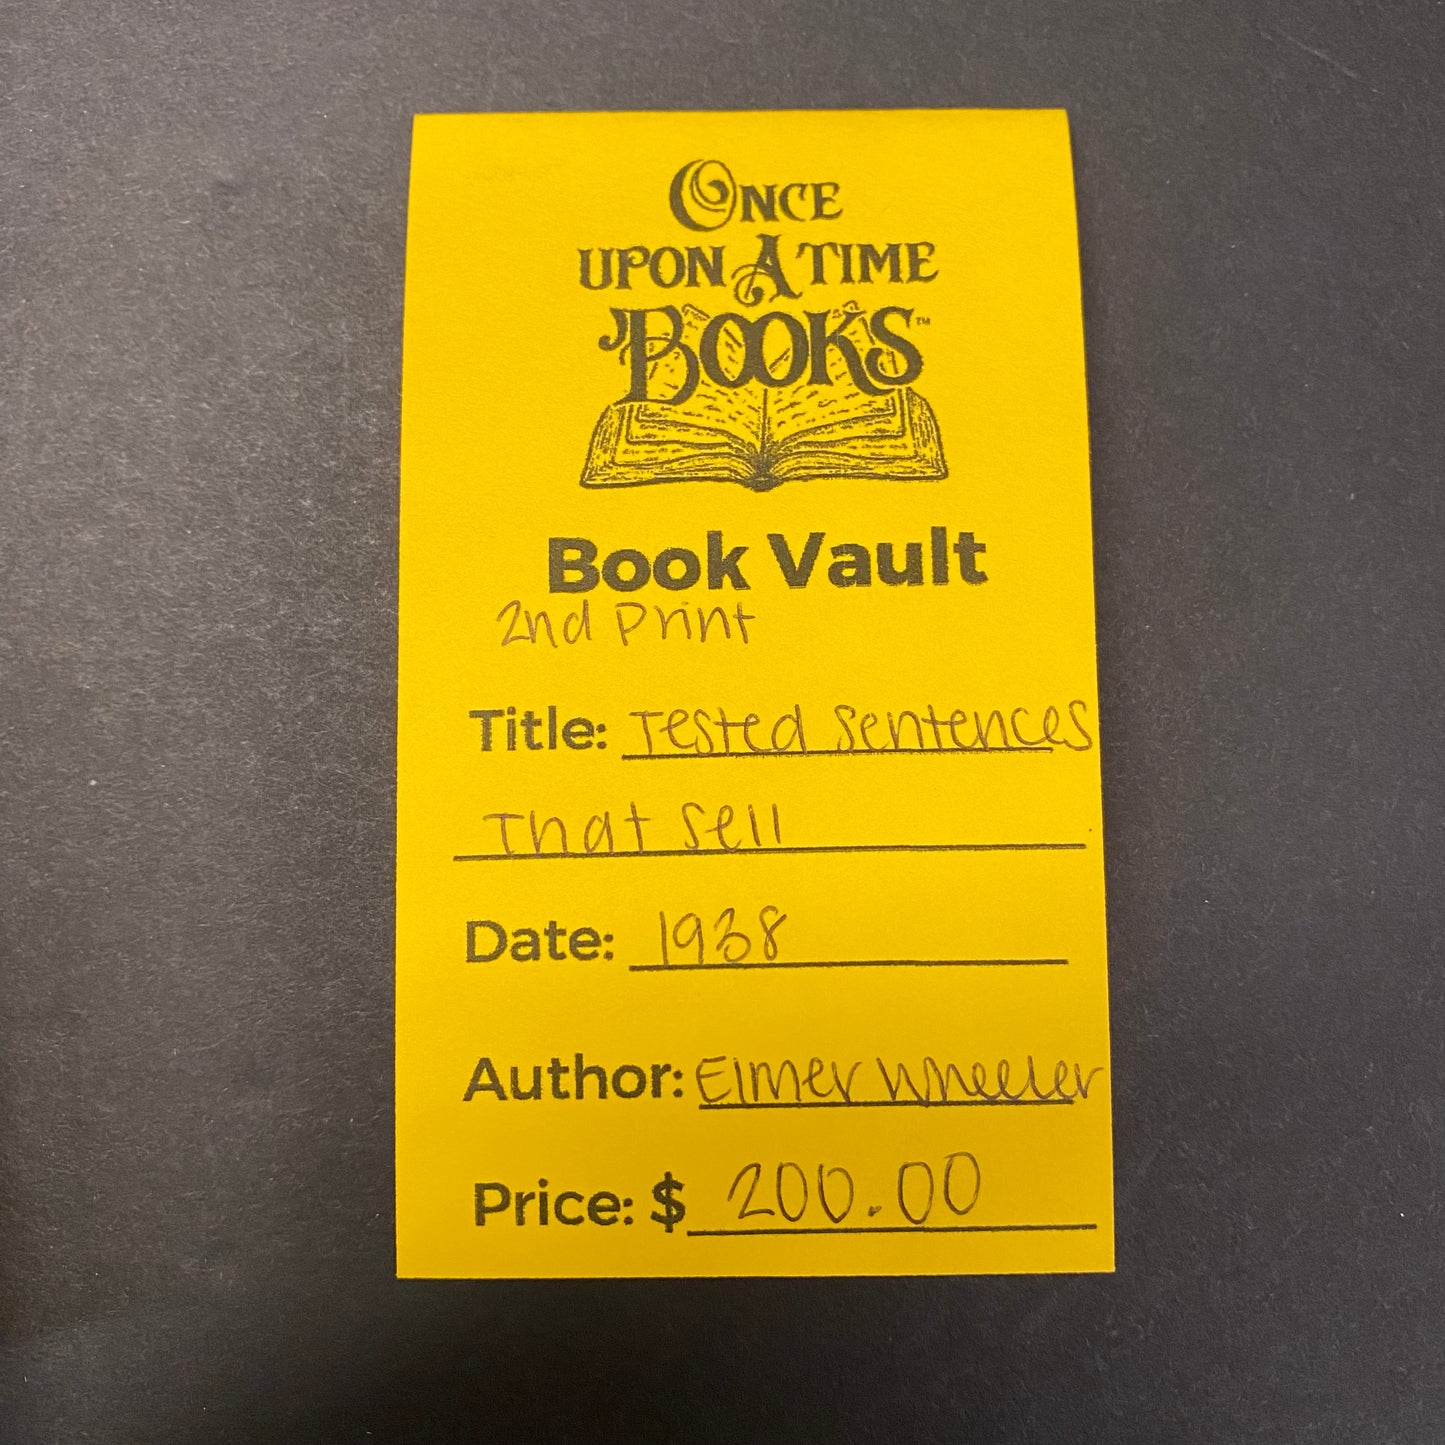 ONCE
UPON A TIME
BOOKS™
Book Vault
2nd Print
Title: Tested Sentences
That Sell
Date: 1938
Author: Elmer Wheeler
Price: $ 200.00